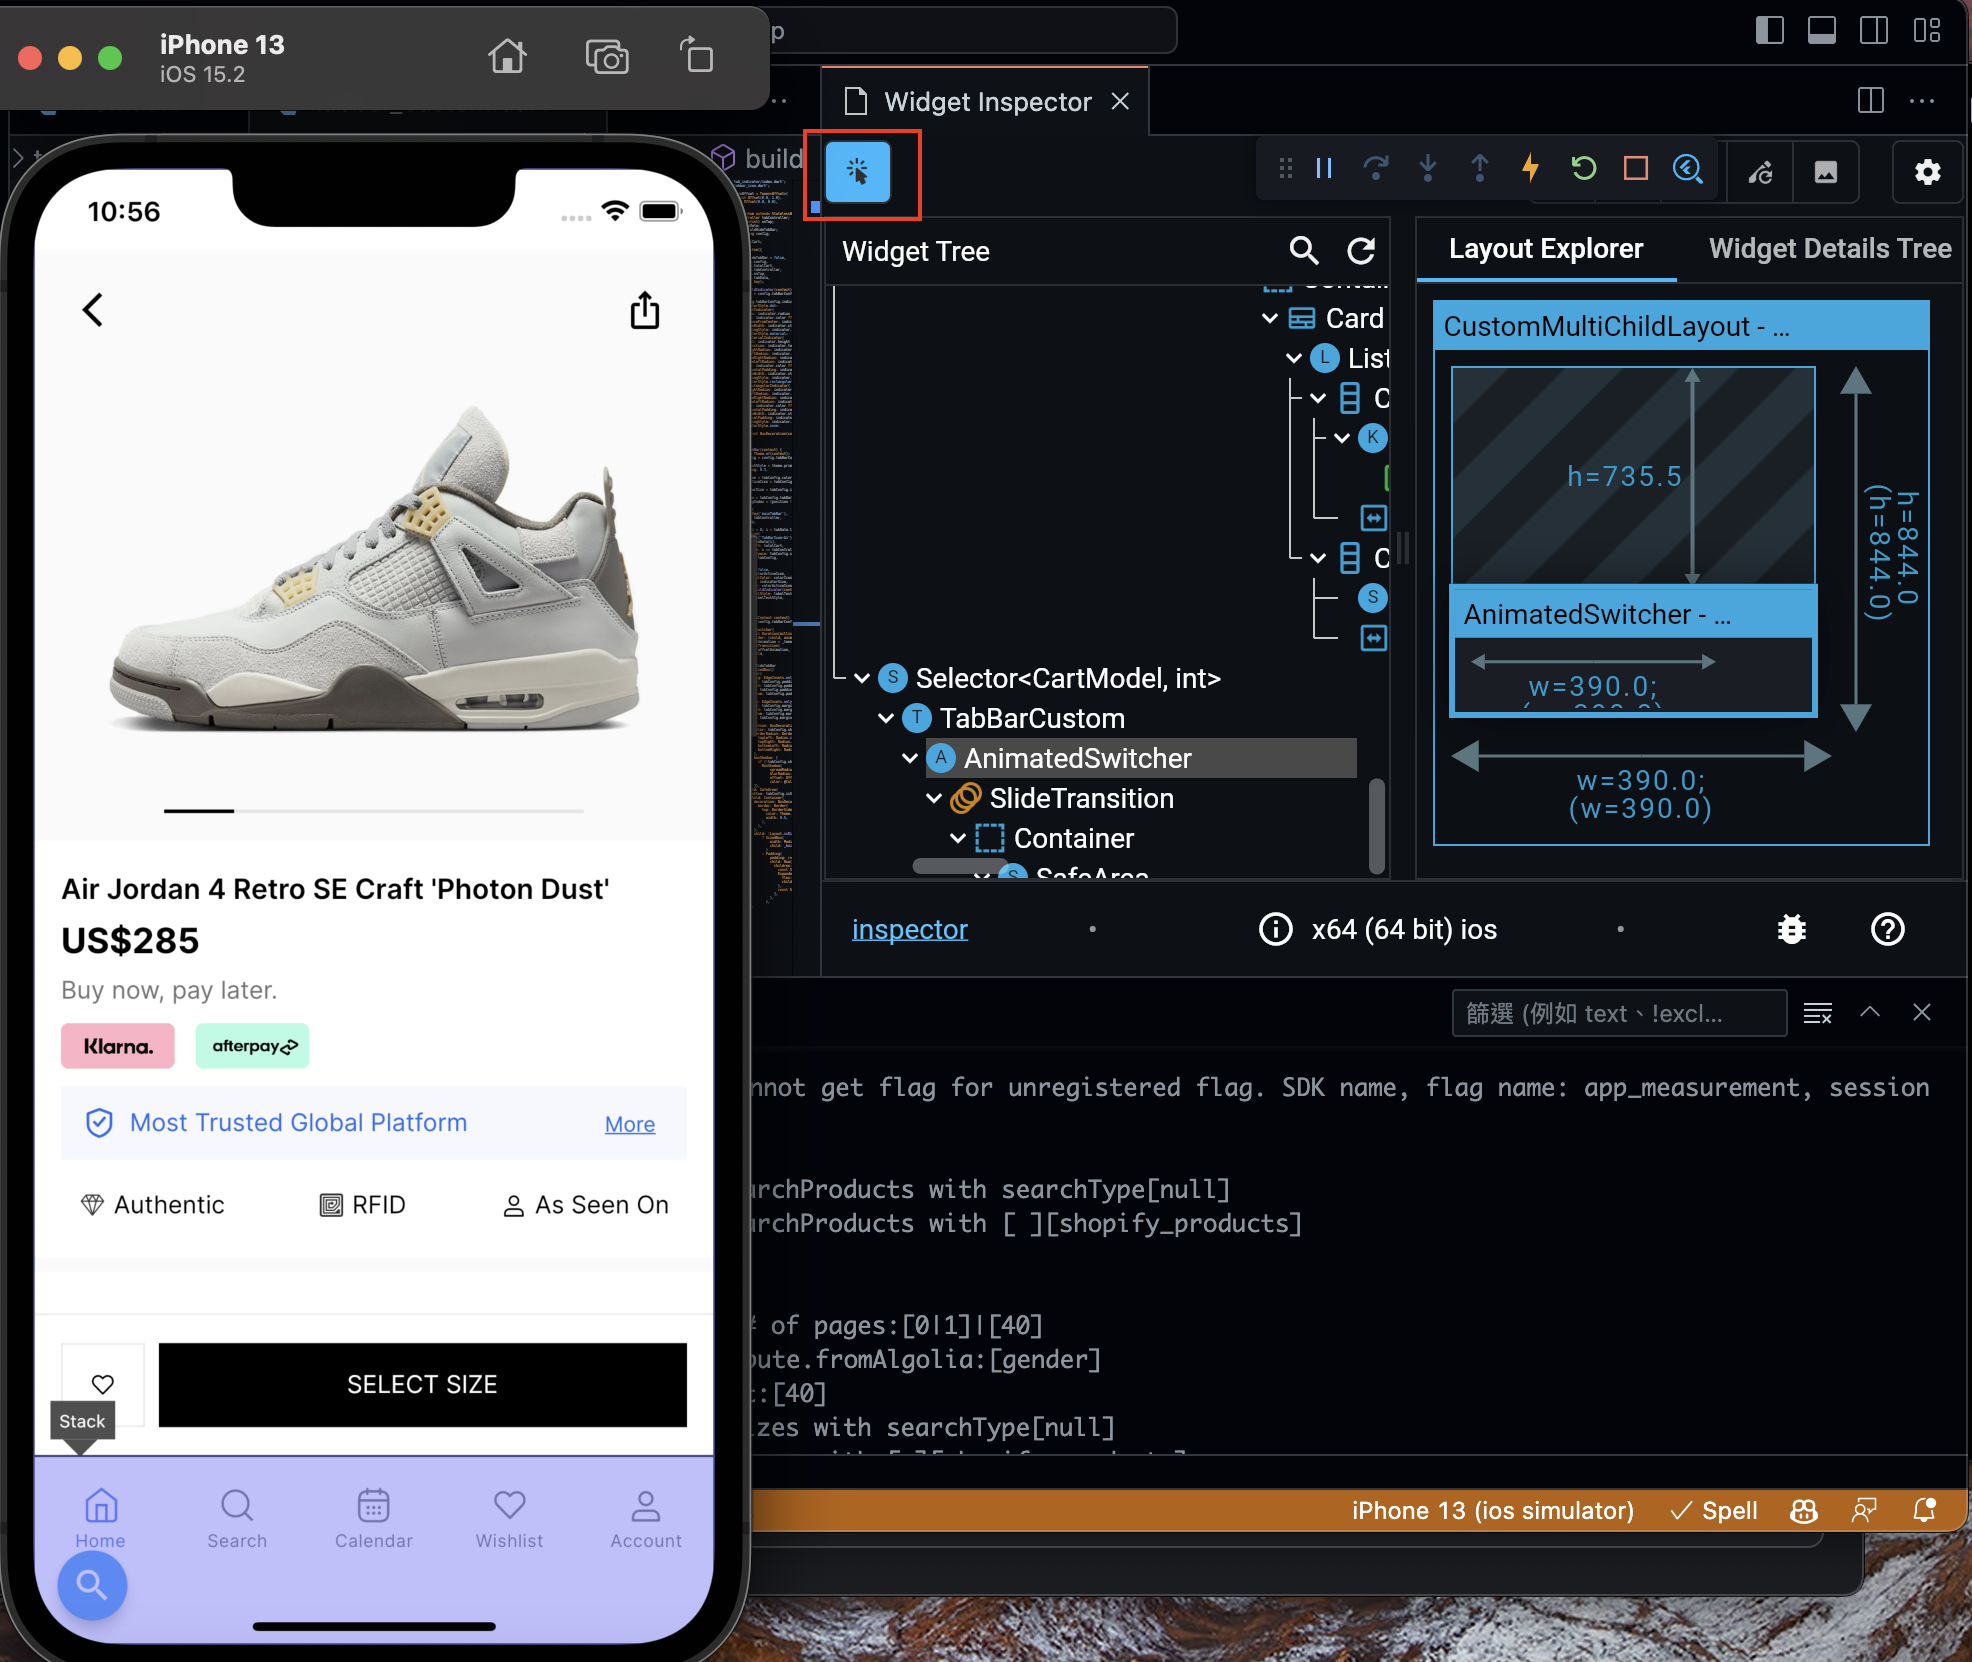 iPhone 13
iOS 15.2
p
Widget Inspector
build
10:56
Widget Tree
Card
List
L
C
K
C
S
S Selector<CartModel, int>
T TabBarCustom
A AnimatedSwitcher
SlideTransition
Container
S SafeArea
Layout Explorer
Widget Details Tree
CustomMultiChildLayout - ...
h=735.5
AnimatedSwitcher - ...
w=390.0;
h=844.0
(h=844.0)
w=390.0;
(w=390.0)
inspector
x64 (64 bit) ios
篩選 (例如 text、!excl...
nnot get flag for unregistered flag. SDK name, flag name: app_measurement, session
rchProducts with searchType[null]
rchProducts with [ ][shopify_products]
of pages:[0|1]|[40]
bute.fromAlgolia:[gender]
:[40]
izes with searchType[null]
iPhone 13 (ios simulator)
Spell
Air Jordan 4 Retro SE Craft 'Photon Dust'
US$285
Buy now, pay later.
Klarna.
afterpay
Most Trusted Global Platform
More
Authentic
RFID
As Seen On
SELECT SIZE
Stack
Home
Search
Calendar
Wishlist
Account